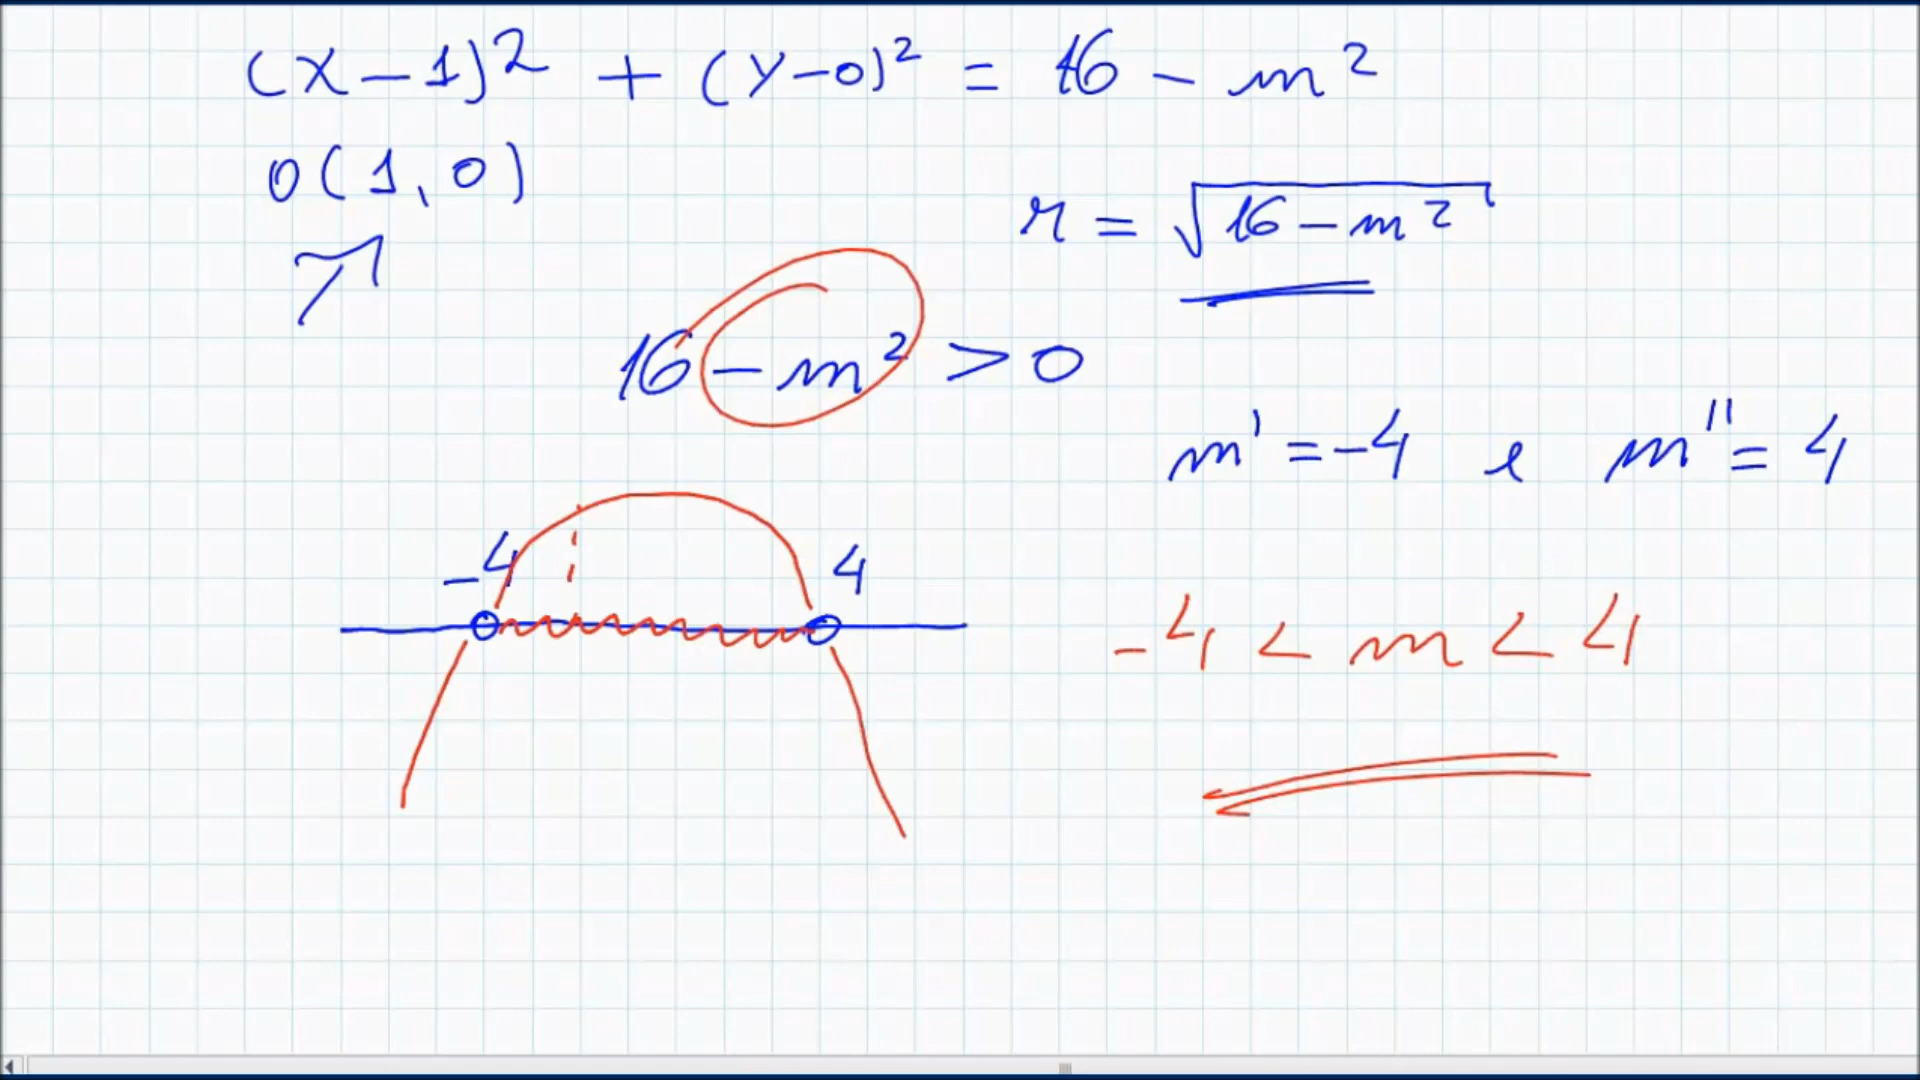 (x-1)² + (y-0)² = 16 - m²
O(1,0)
r = √16-m²
16 - m² > 0
m' = -4 e m'' = 4
-4 4
-4 < m < 4